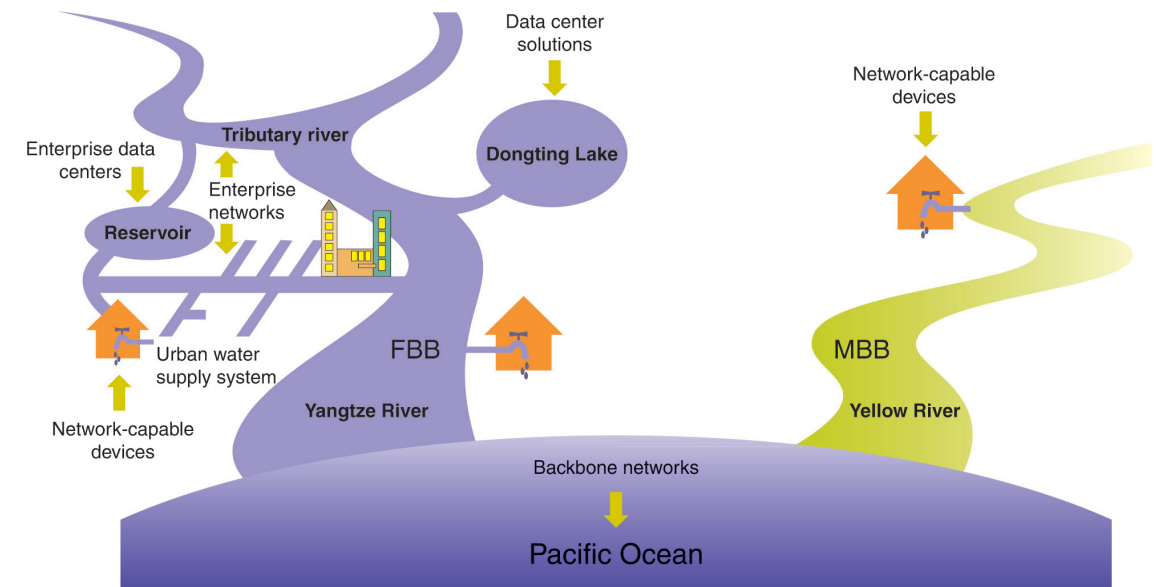 Data center
solutions
Network-capable
devices
Tributary river
Enterprise data
centers
Dongting Lake
Enterprise
networks
Reservoir
FBB
MBB
Urban water
supply system
Yangtze River
Yellow River
Network-capable
devices
Backbone networks
Pacific Ocean